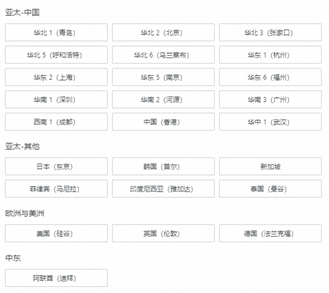 亚太-中国
华北 1（青岛） 华北 2（北京） 华北 3（张家口）
华北 5（呼和浩特） 华北 6（乌兰察布） 华东 1（杭州）
华东 2（上海） 华东 5（南京） 华东 6（福州）
华南 1（深圳） 华南 2（河源） 华南 3（广州）
西南 1（成都） 中国（香港） 华中 1（武汉）
亚太-其他
日本（东京） 韩国（首尔） 新加坡
菲律宾（马尼拉） 印度尼西亚（雅加达） 泰国（曼谷）
欧洲与美洲
美国（硅谷） 英国（伦敦） 德国（法兰克福）
中东
阿联酋（迪拜）